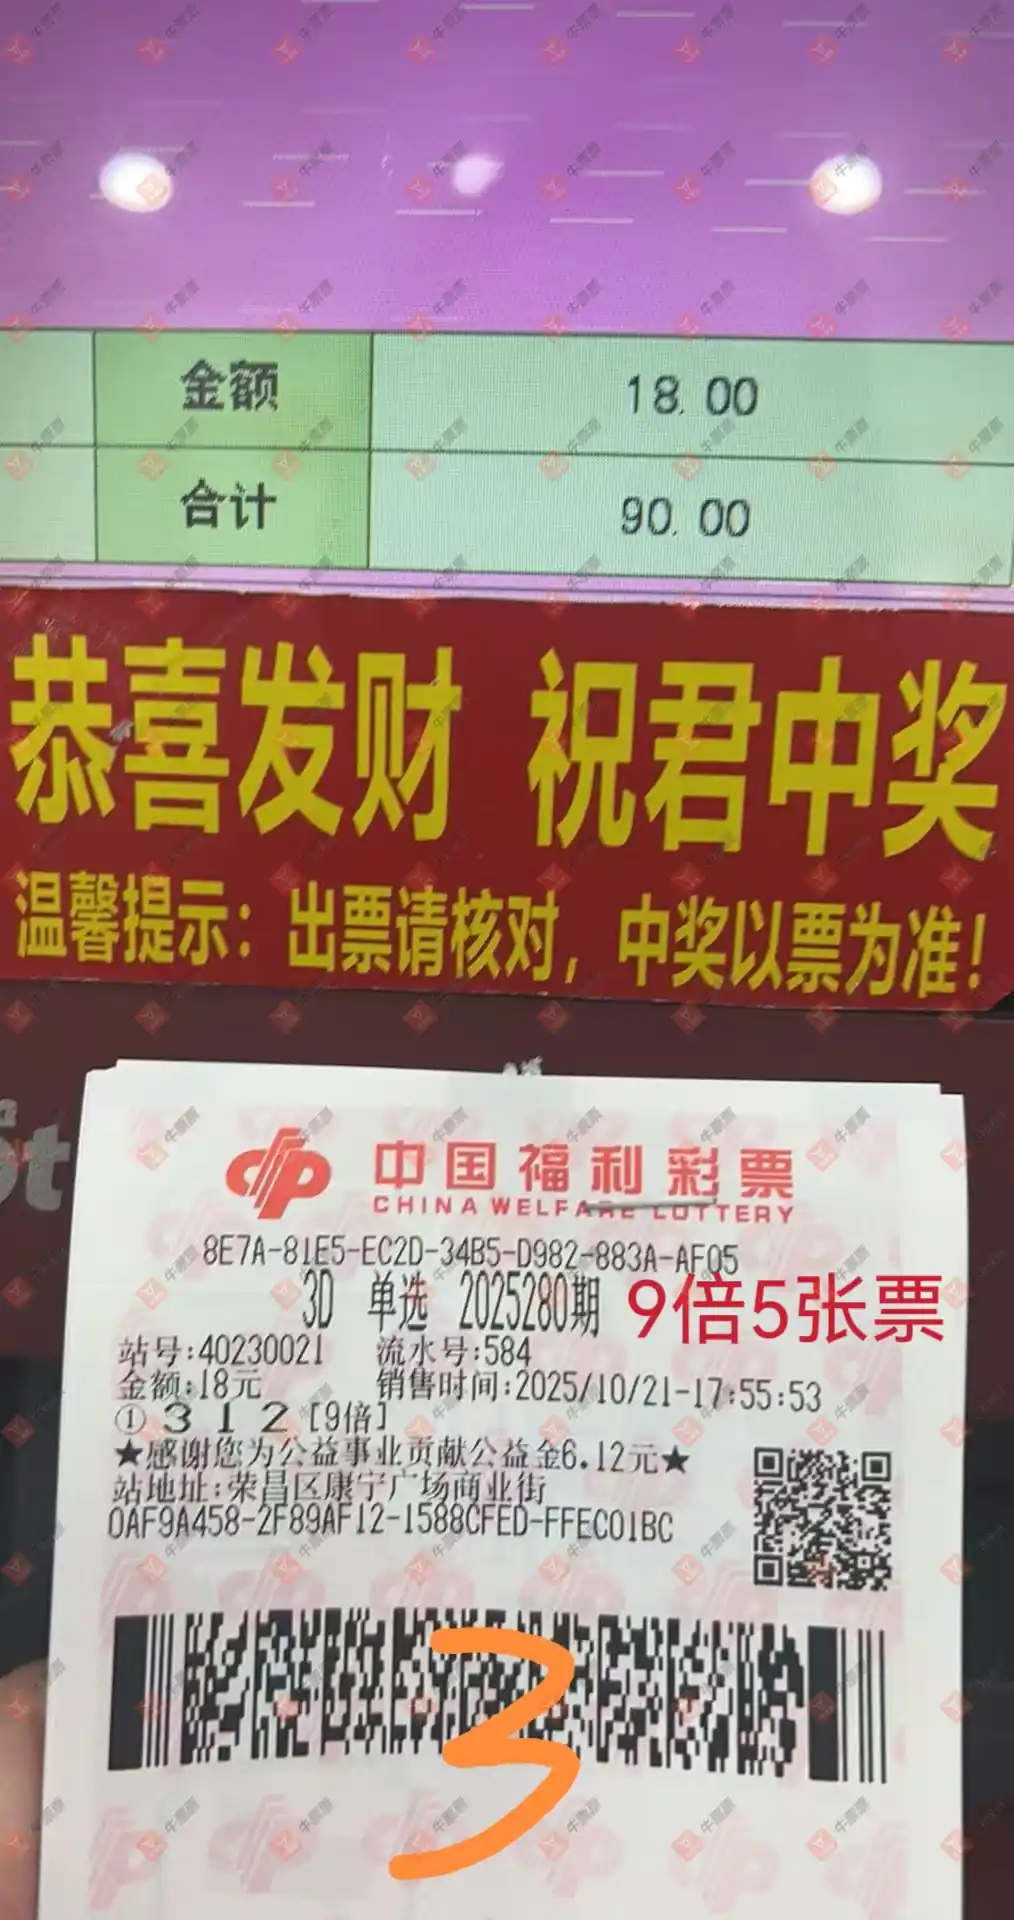 金额 18.00
合计 90.00
恭喜发财 祝君中奖
温馨提示：出票请核对，中奖以票为准！
中国福利彩票
CHINA WELFARE LOTTERY
8E7A-81E5-EC2D-34B5-D982-883A-AF05
3D 单选 2025280期 9倍5张票
站号:40230021 流水号:584
金额:18元 销售时间:2025/10/21-17:55:53
① 3 1 2 [9倍]
★感谢您为公益事业贡献公益金6.12元★
站地址:荣昌区康宁广场商业街
0AF9A458-2F89AF12-1588CFED-FFEC01BC
3